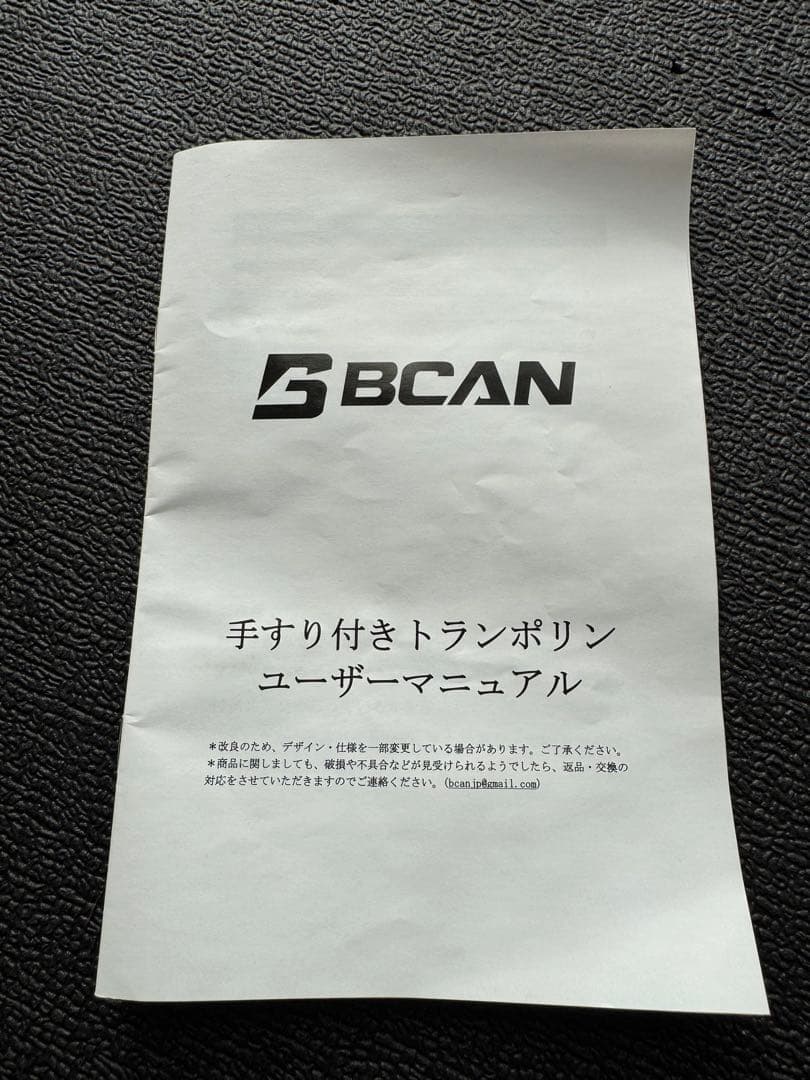 BCAN
手すり付きトランポリン
ユーザーマニュアル
*改良のため、デザイン・仕様を一部変更している場合があります。ご了承ください。
*商品に関しましても、破損や不具合などが見受けられるようでしたら、返品・交換の
対応をさせていただきますのでご連絡ください。(bcanjp@gmail.com)